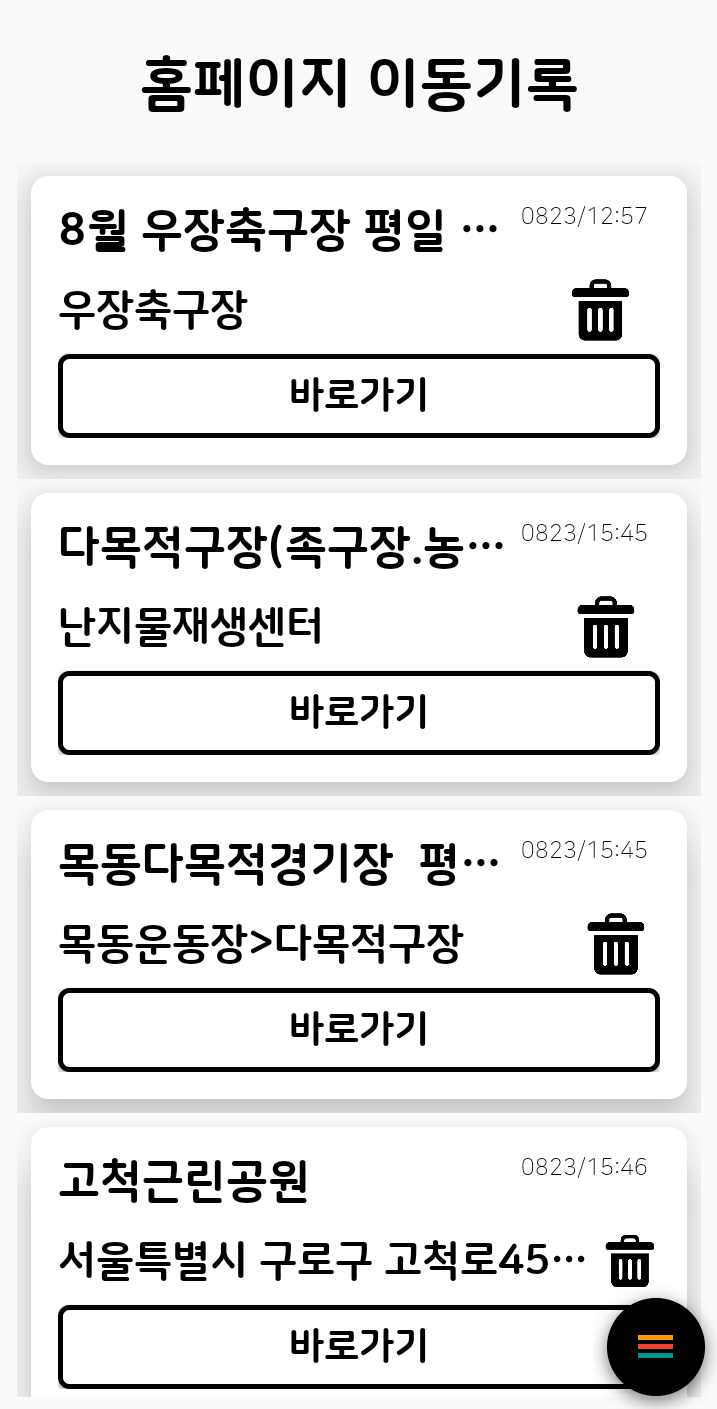 홈페이지 이동기록
8월 우장축구장 평일 … 0823/12:57
우장축구장
바로가기
다목적구장(족구장.농… 0823/15:45
난지물재생센터
바로가기
목동다목적경기장  평… 0823/15:45
목동운동장>다목적구장
바로가기
고척근린공원 0823/15:46
서울특별시 구로구 고척로45…
바로가기